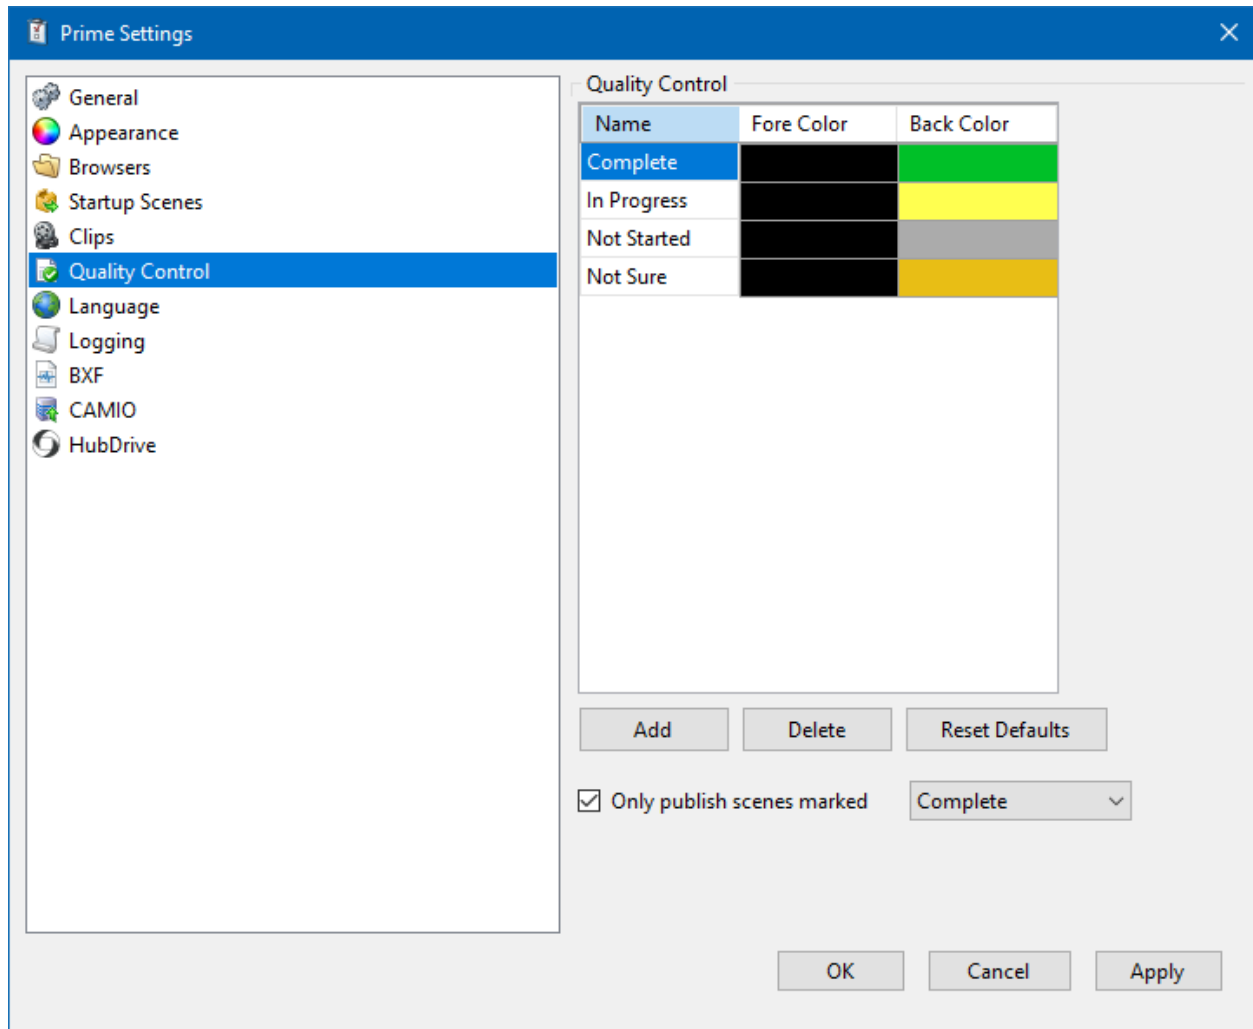 Prime Settings
General
Appearance
Browsers
Startup Scenes
Clips
Quality Control
Language
Logging
BXF
CAMIO
HubDrive
Quality Control
Name Fore Color Back Color
Complete
In Progress
Not Started
Not Sure
Add Delete Reset Defaults
Only publish scenes marked Complete
OK Cancel Apply